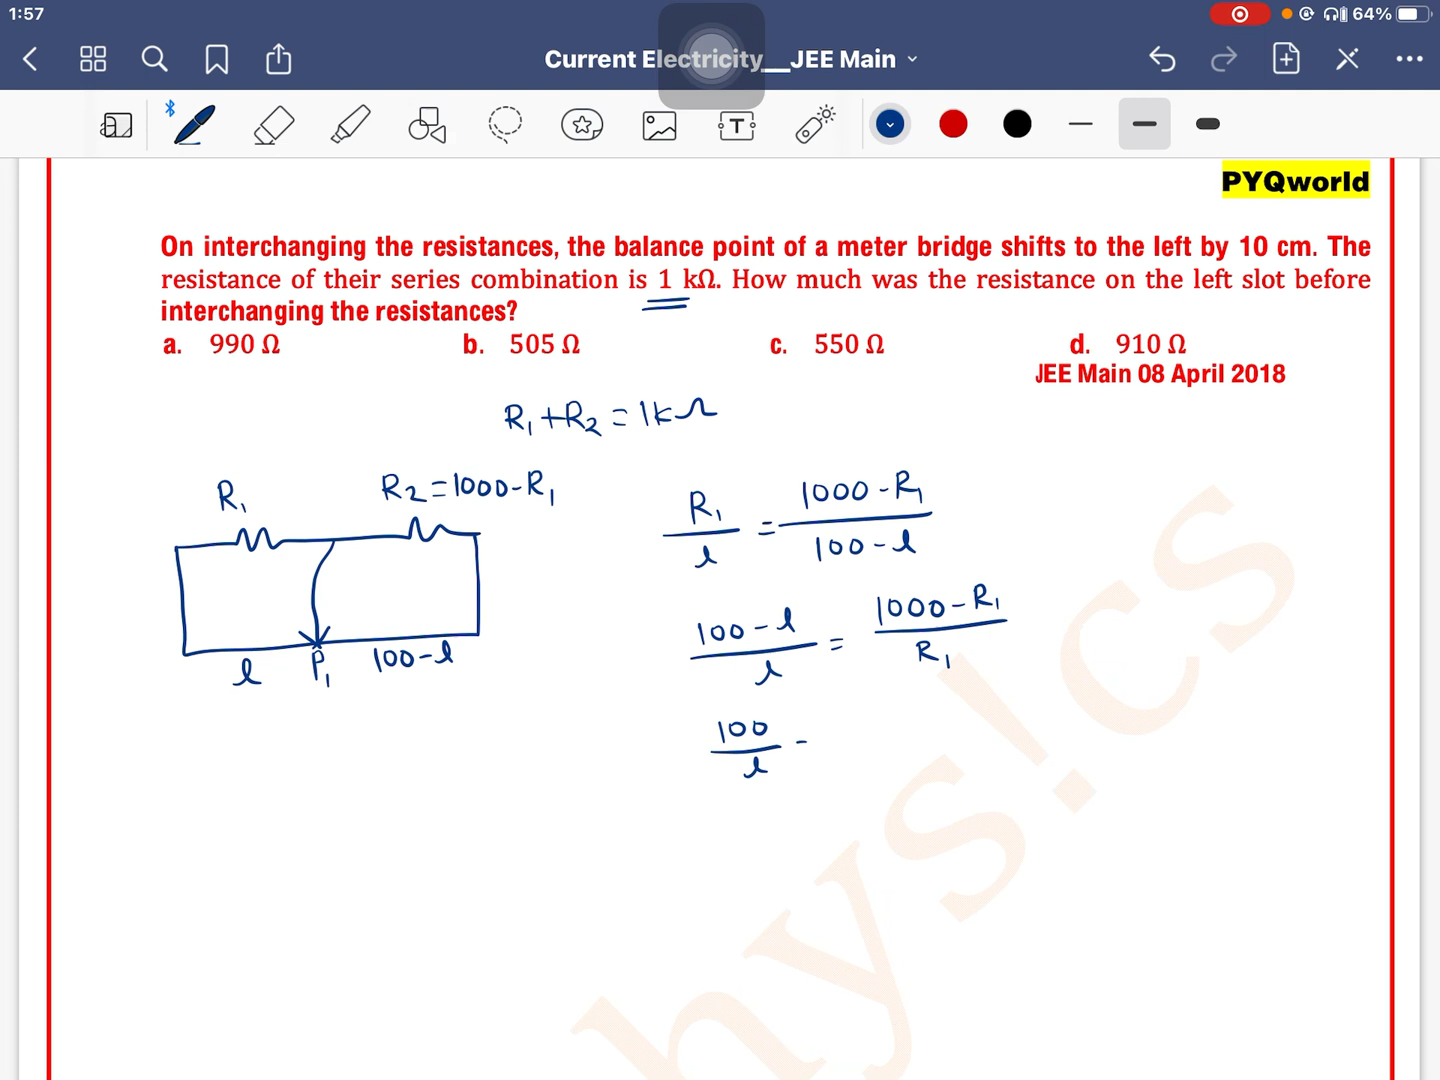 1:57
64%
Current Electricity__JEE Main
T
PYQworld
On interchanging the resistances, the balance point of a meter bridge shifts to the left by 10 cm. The
resistance of their series combination is 1 kΩ. How much was the resistance on the left slot before
interchanging the resistances?
a. 990 Ω b. 505 Ω c. 550 Ω d. 910 Ω
JEE Main 08 April 2018
R₁ + R₂ = 1kΩ
R₁ R₂ = 1000 - R₁
l P₁ 100 - l
R₁/l = (1000 - R₁)/(100 - l)
(100 - l)/l = (1000 - R₁)/R₁
100/l -
hys!cs